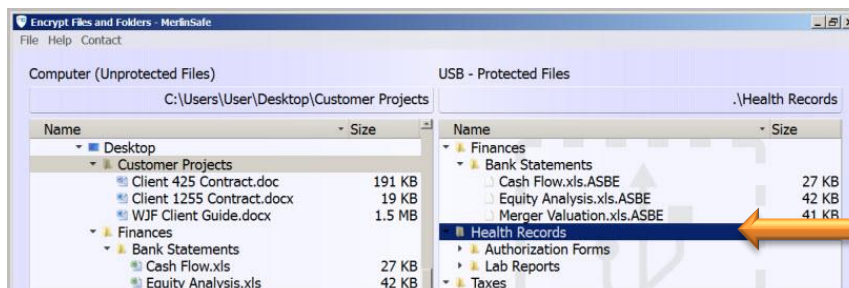 Encrypt Files and Folders - MerlinSafe
File Help Contact
Computer (Unprotected Files)
USB - Protected Files
C:\Users\User\Desktop\Customer Projects
.\Health Records
Name Size
Desktop
Customer Projects
Client 425 Contract.doc 191 KB
Client 1255 Contract.docx 19 KB
WJF Client Guide.docx 1.5 MB
Finances
Bank Statements
Cash Flow.xls 27 KB
Equity Analysis.xls 42 KB
Name Size
Finances
Bank Statements
Cash Flow.xls.ASBE 27 KB
Equity Analysis.xls.ASBE 42 KB
Merger Valuation.xls.ASBE 41 KB
Health Records
Authorization Forms
Lab Reports
Taxes